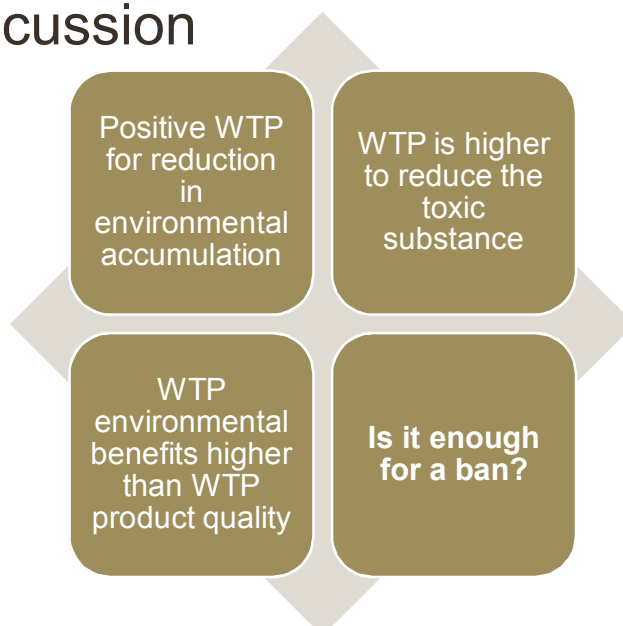 cussion
Positive WTP
for reduction
in
environmental
accumulation
WTP is higher
to reduce the
toxic
substance
WTP
environmental
benefits higher
than WTP
product quality
Is it enough
for a ban?